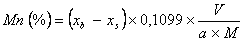 Mn (%) = (x_b − x_s) × 0,1099 × V / (a × M)